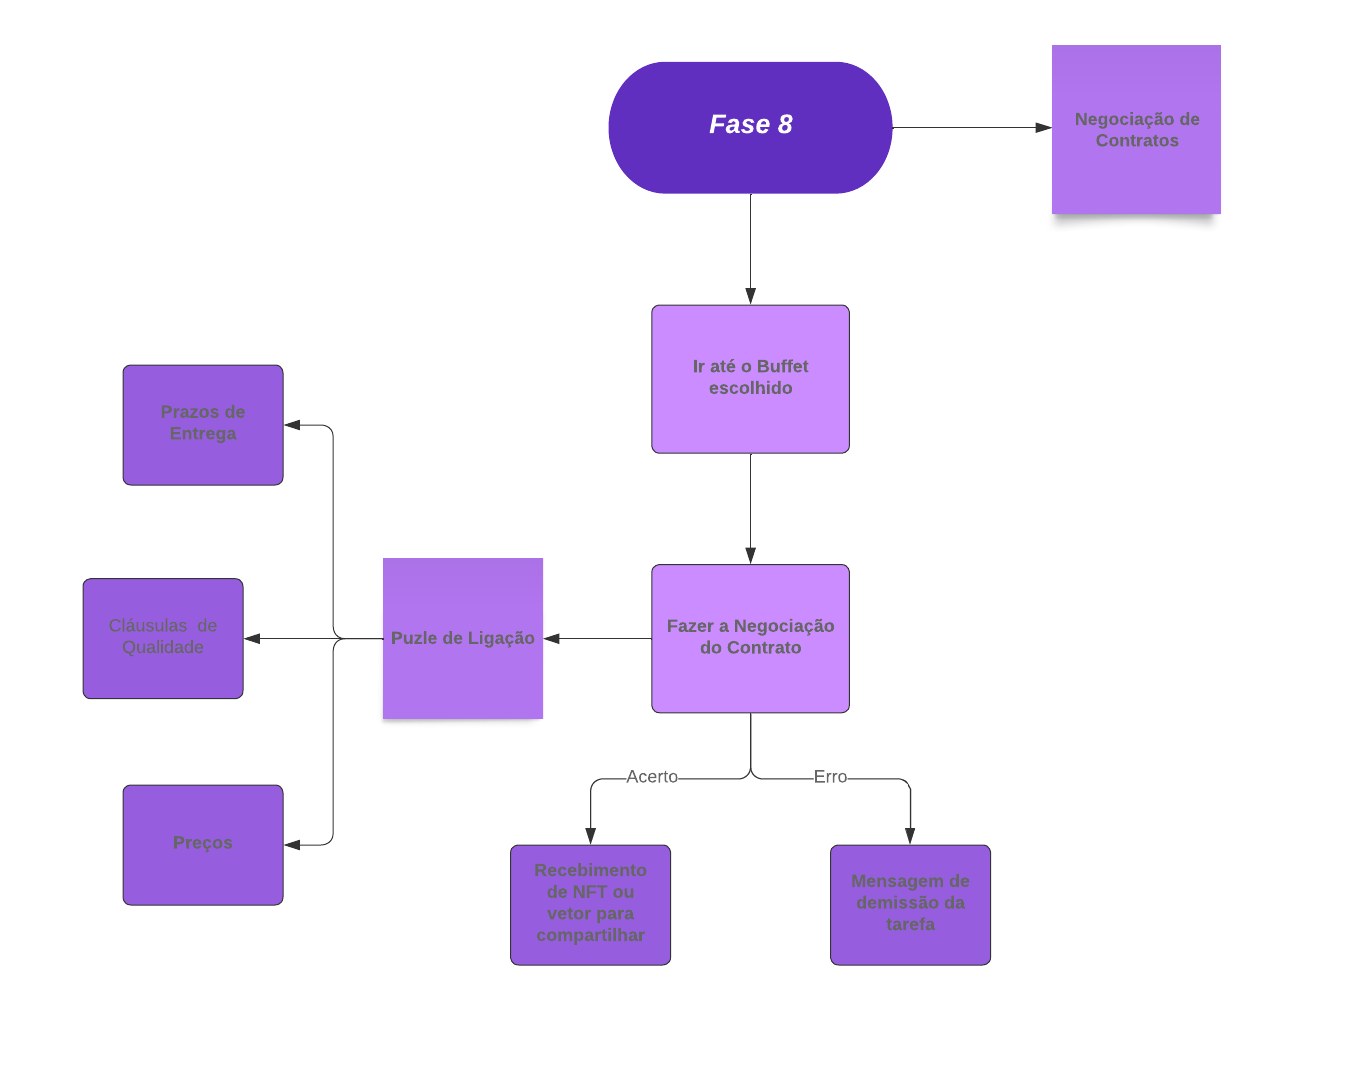 Fase 8
Negociação de
Contratos
Ir até o Buffet
escolhido
Prazos de
Entrega
Cláusulas  de
Qualidade
Puzle de Ligação
Fazer a Negociação
do Contrato
Acerto
Erro
Preços
Recebimento
de NFT ou
vetor para
compartilhar
Mensagem de
demissão da
tarefa